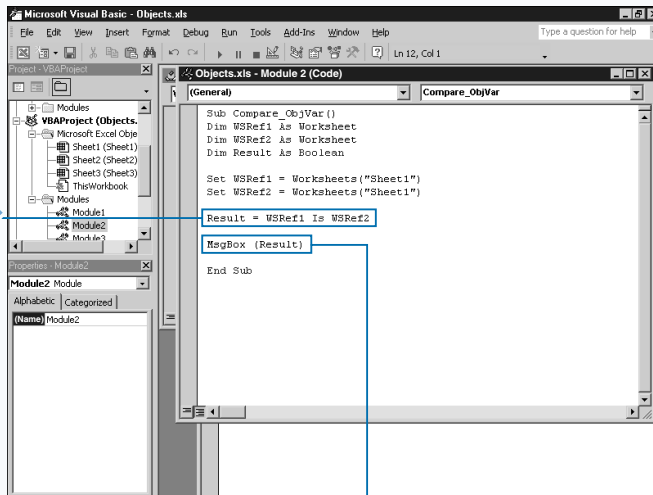 Microsoft Visual Basic - Objects.xls
File Edit View Insert Format Debug Run Tools Add-Ins Window Help
Type a question for help
Ln 12, Col 1
Project - VBAProject
Modules
VBAProject (Objects.
Microsoft Excel Obje
Sheet1 (Sheet1)
Sheet2 (Sheet2)
Sheet3 (Sheet3)
ThisWorkbook
Modules
Module1
Module2
Module3
Properties - Module2
Module2 Module
Alphabetic Categorized
(Name) Module2
Objects.xls - Module 2 (Code)
(General) Compare_ObjVar
Sub Compare_ObjVar()
Dim WSRef1 As Worksheet
Dim WSRef2 As Worksheet
Dim Result As Boolean
Set WSRef1 = Worksheets("Sheet1")
Set WSRef2 = Worksheets("Sheet1")
Result = WSRef1 Is WSRef2
MsgBox (Result)
End Sub